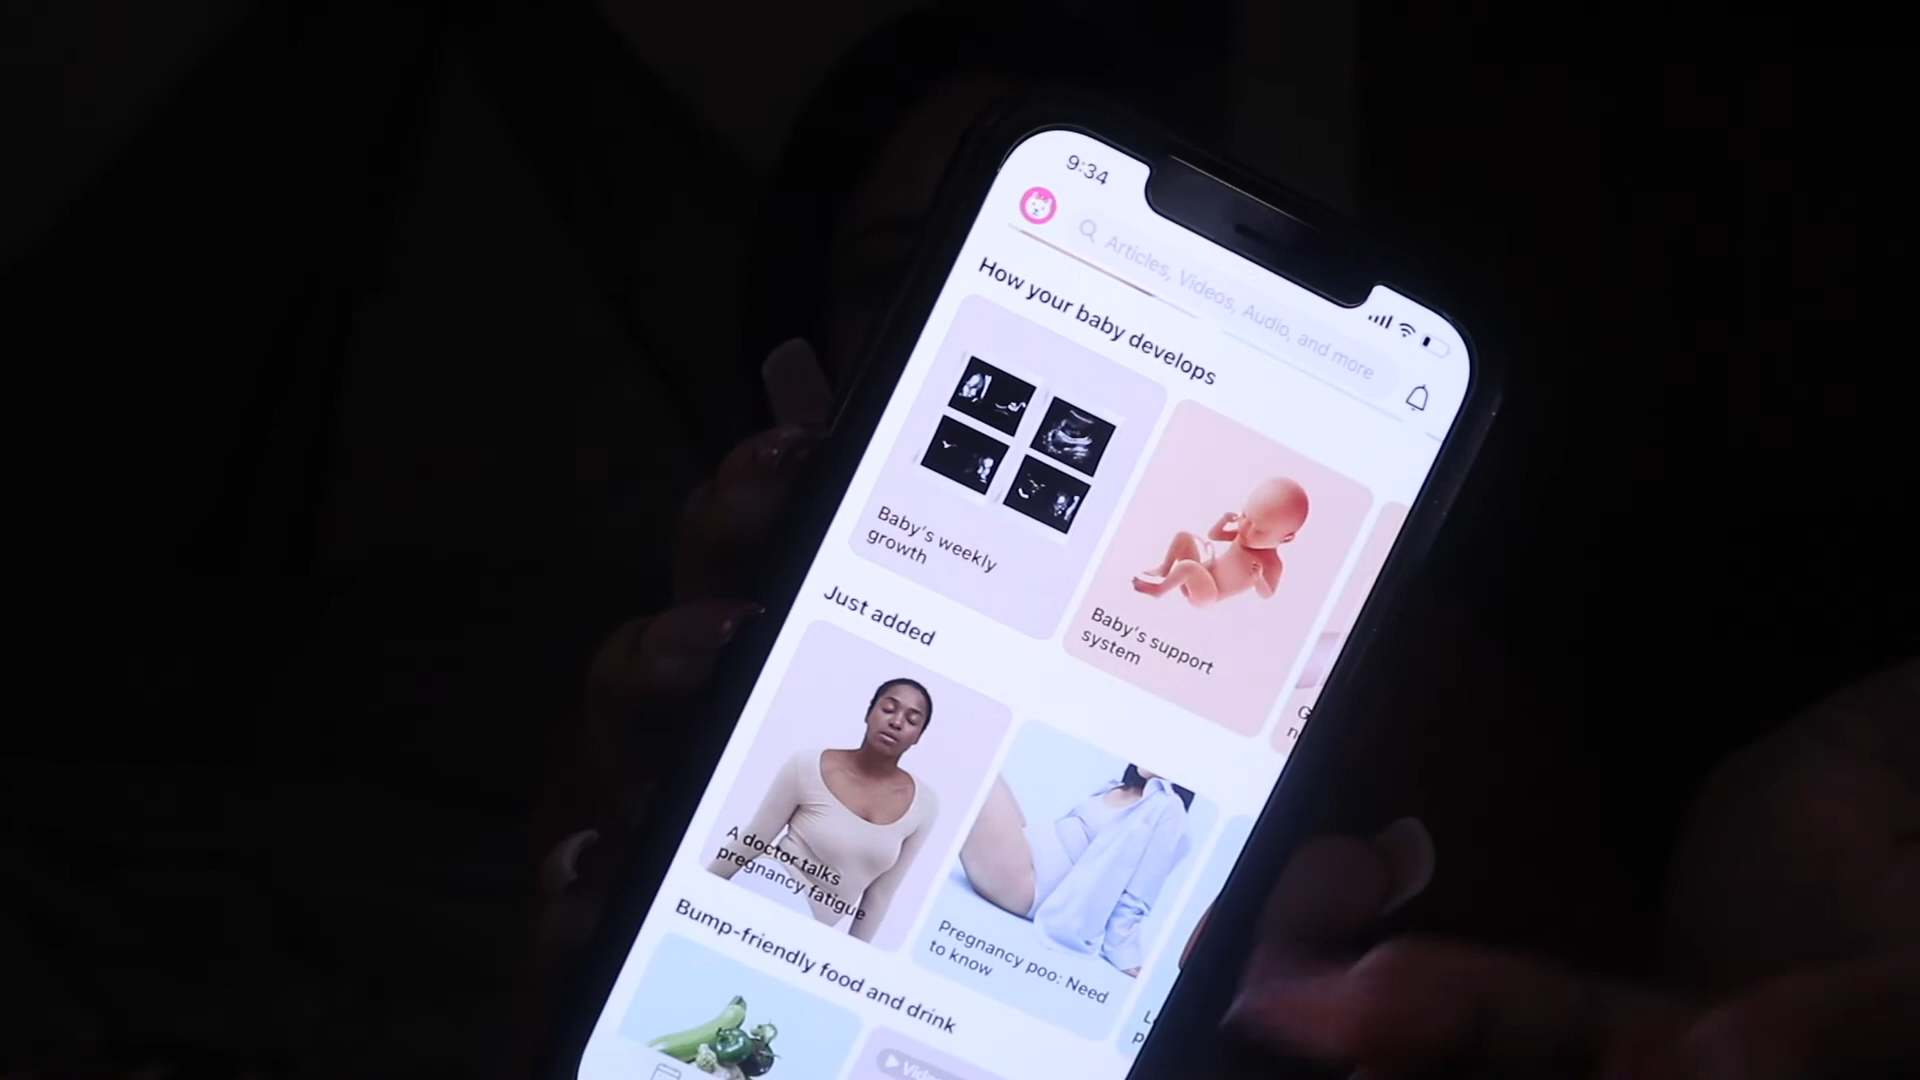 9:34
Articles, Videos, Audio, and more
How your baby develops
Baby's weekly
growth
Baby's support
system
Just added
A doctor talks
pregnancy fatigue
Pregnancy poo: Need
to know
Bump-friendly food and drink